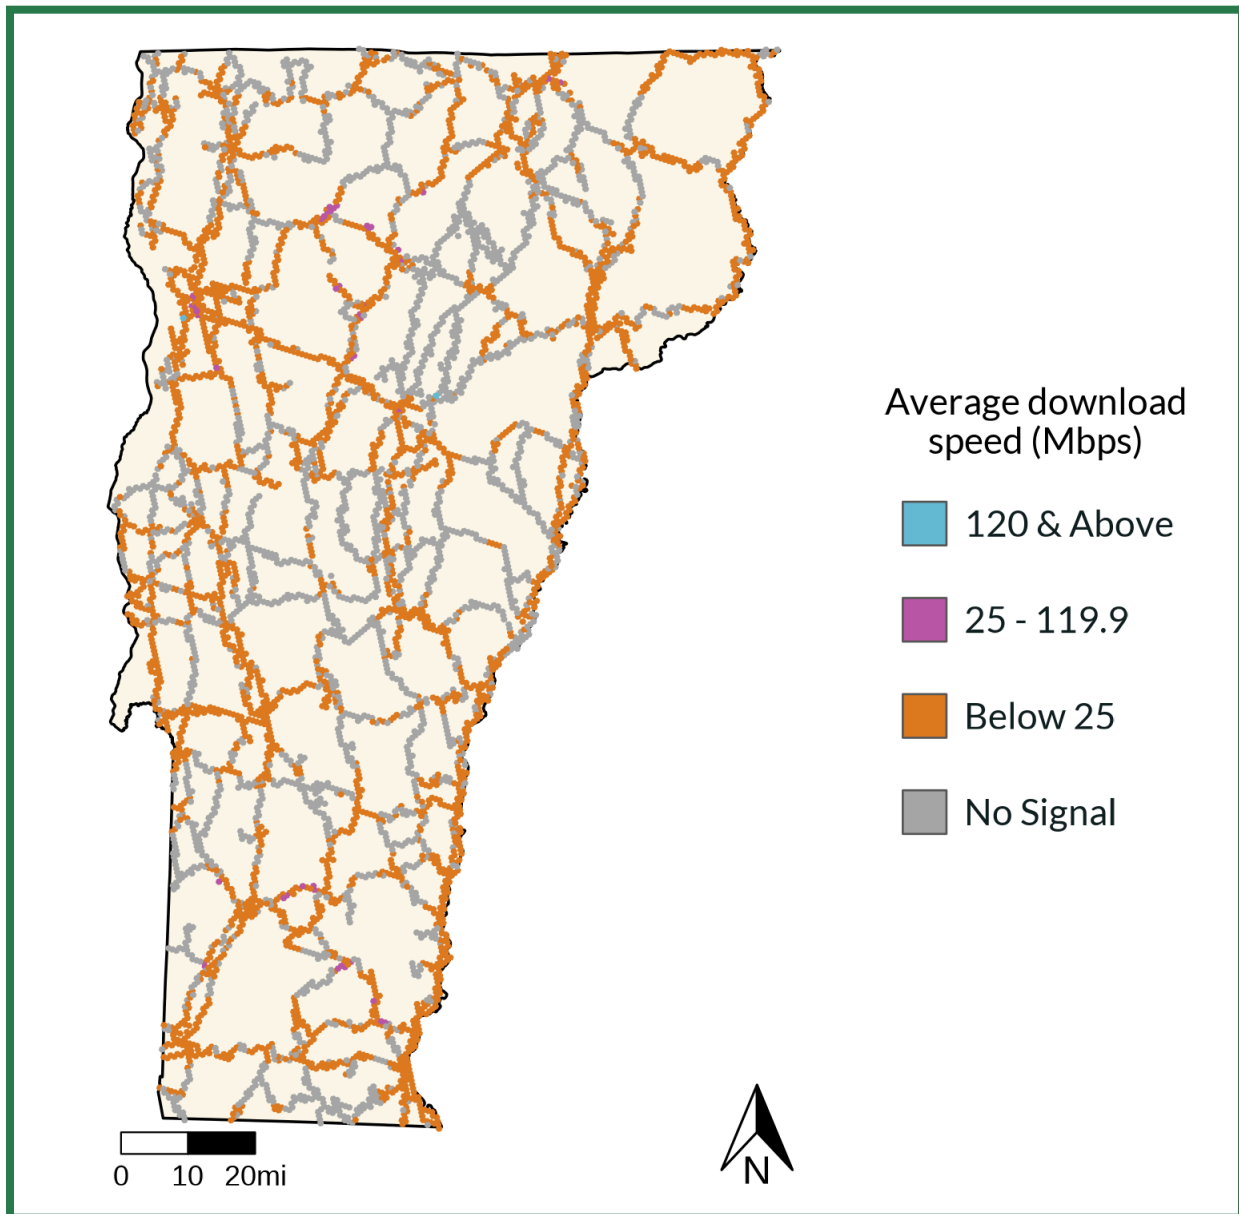 Average download
speed (Mbps)
120 & Above
25 - 119.9
Below 25
No Signal
0 10 20mi
N